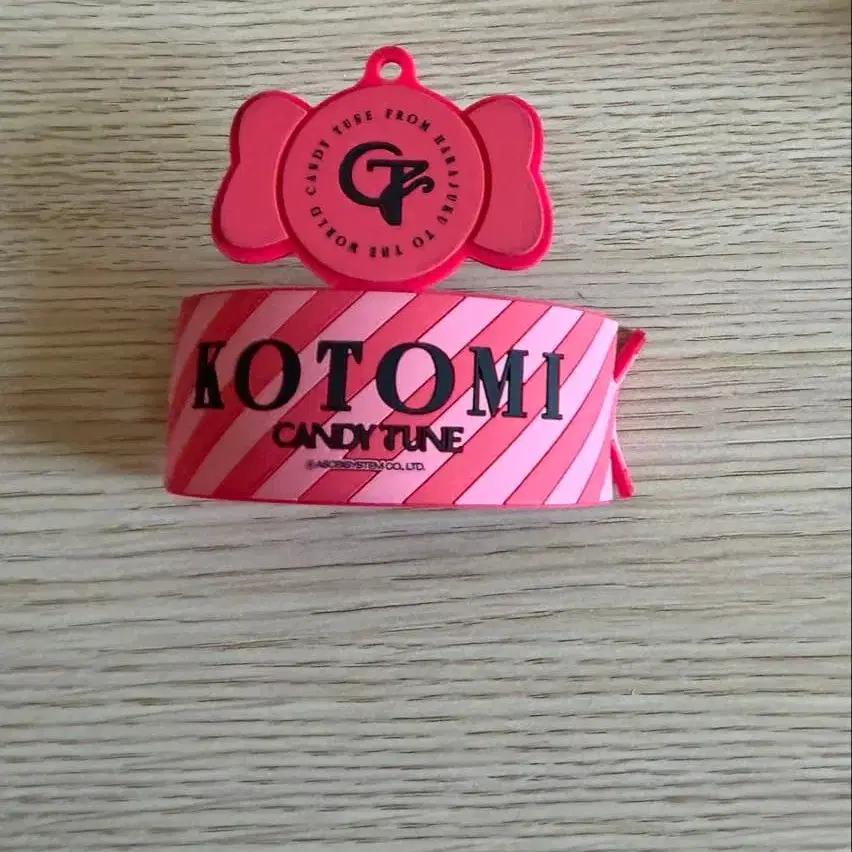 CANDY TUNE FROM HARAJUKU TO THE WORLD
CT
KOTOMI
CANDY TUNE
©ASOBISYSTEM CO., LTD.